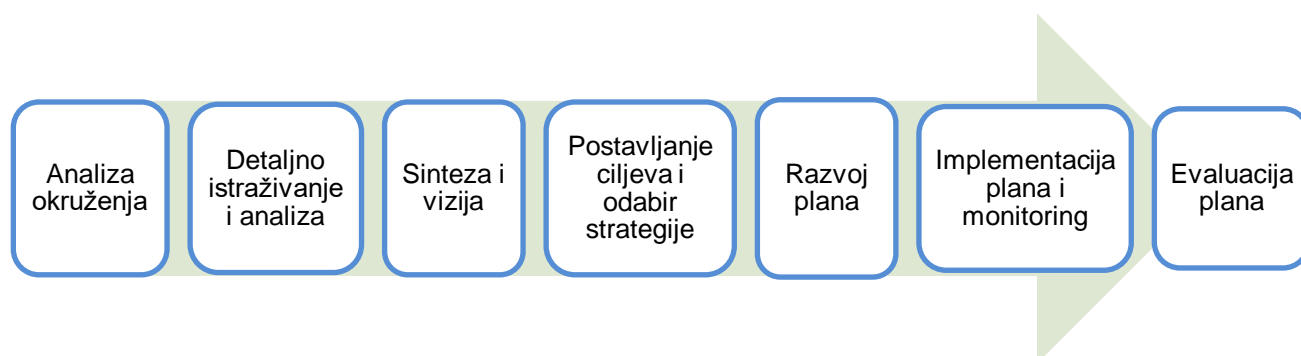 Analiza
okruženja
Detaljno
istraživanje
i analiza
Sinteza i
vizija
Postavljanje
ciljeva i
odabir
strategije
Razvoj
plana
Implementacija
plana i
monitoring
Evaluacija
plana